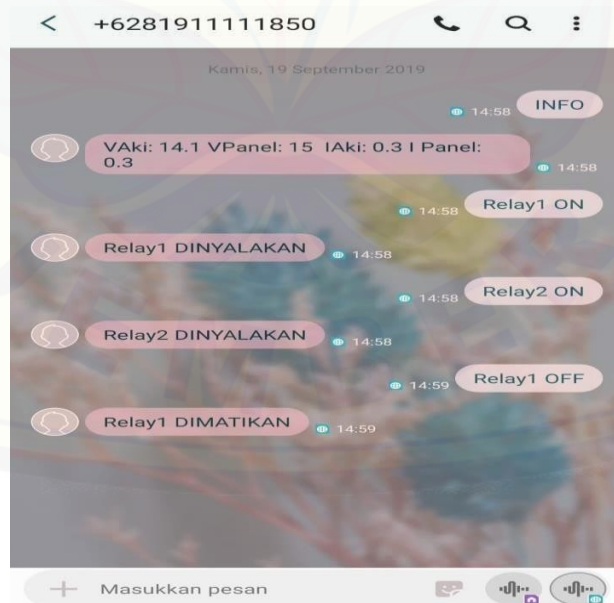 +6281911111850
Kamis, 19 September 2019
14:58 INFO
VAki: 14.1 VPanel: 15 IAki: 0.3 I Panel:
0.3
14:58
14:58 Relay1 ON
Relay1 DINYALAKAN 14:58
14:58 Relay2 ON
Relay2 DINYALAKAN 14:58
14:59 Relay1 OFF
Relay1 DIMATIKAN 14:59
Masukkan pesan